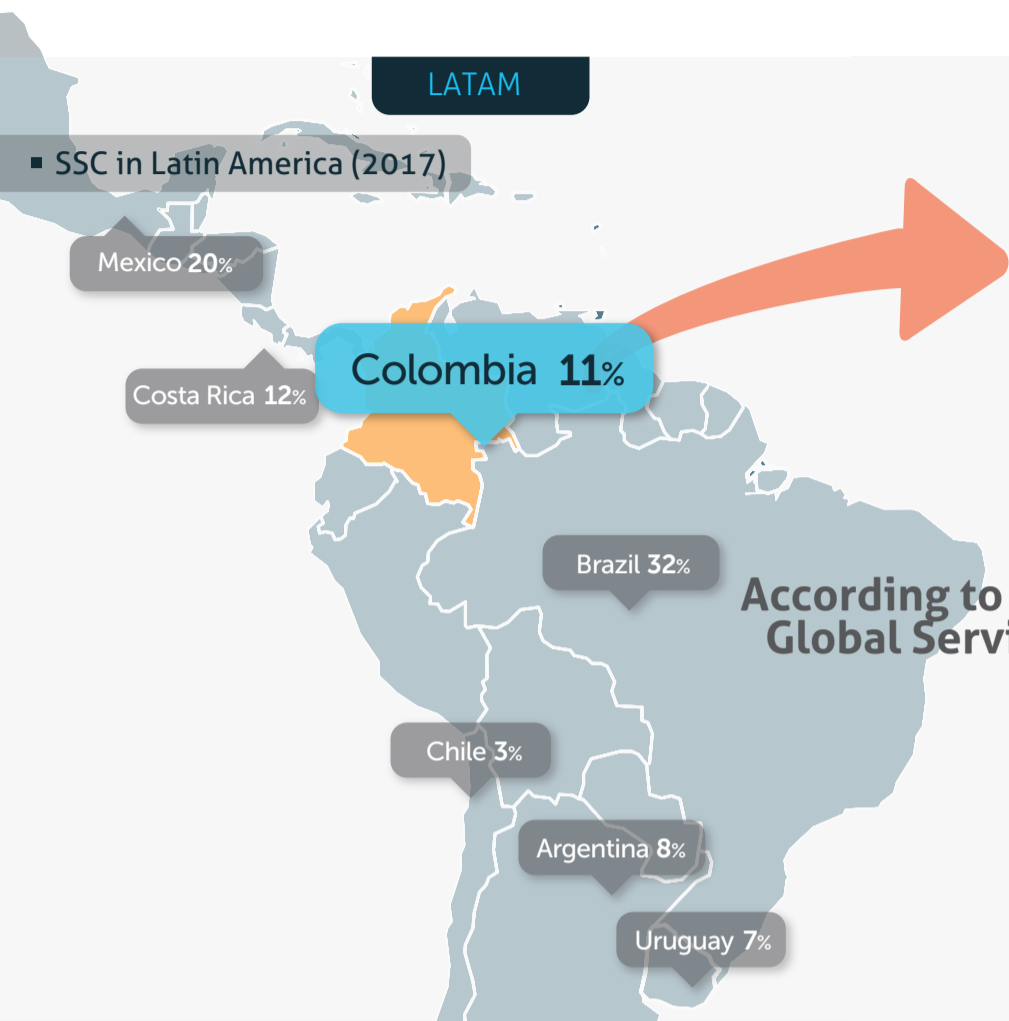 LATAM
▪ SSC in Latin America (2017)
Mexico 20%
Costa Rica 12%
Colombia 11%
Brazil 32%
According to
Global Servi
Chile 3%
Argentina 8%
Uruguay 7%